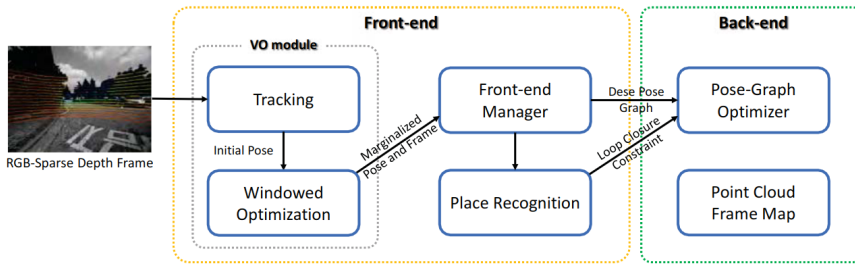 Front-end
Back-end
VO module
Tracking
Front-end
Manager
Dese Pose
Graph
Pose-Graph
Optimizer
RGB-Sparse Depth Frame
Initial Pose
Marginalized
Pose and Frame
Loop Closure
Constraint
Windowed
Optimization
Place Recognition
Point Cloud
Frame Map